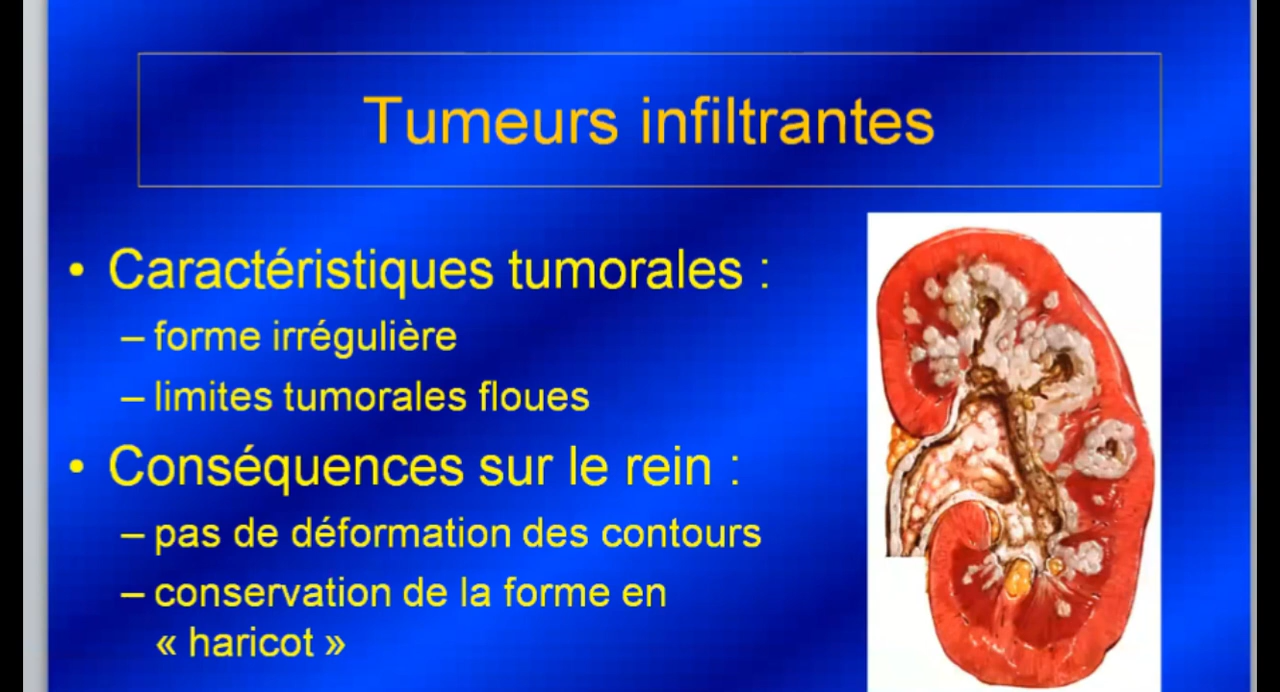 Tumeurs infiltrantes
• Caractéristiques tumorales :
– forme irrégulière
– limites tumorales floues
• Conséquences sur le rein :
– pas de déformation des contours
– conservation de la forme en
« haricot »